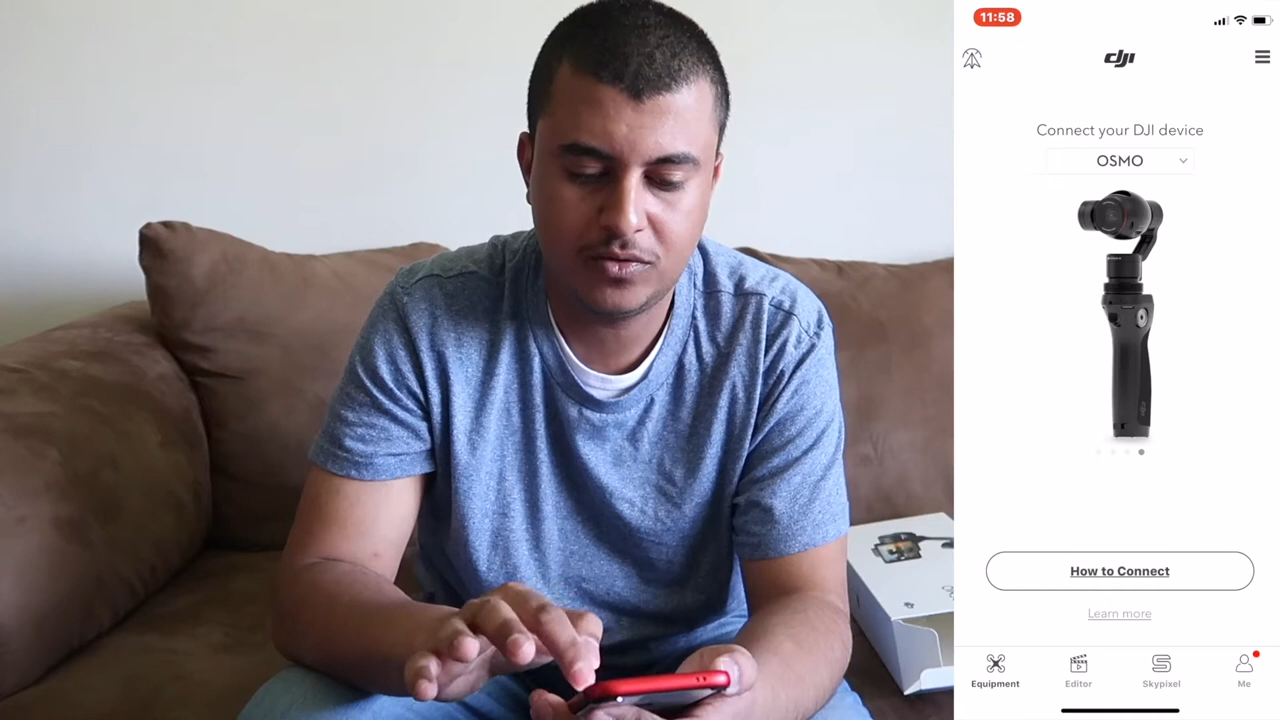 11:58
dji
Connect your DJI device
OSMO
How to Connect
Learn more
Equipment
Editor
Skypixel
Me